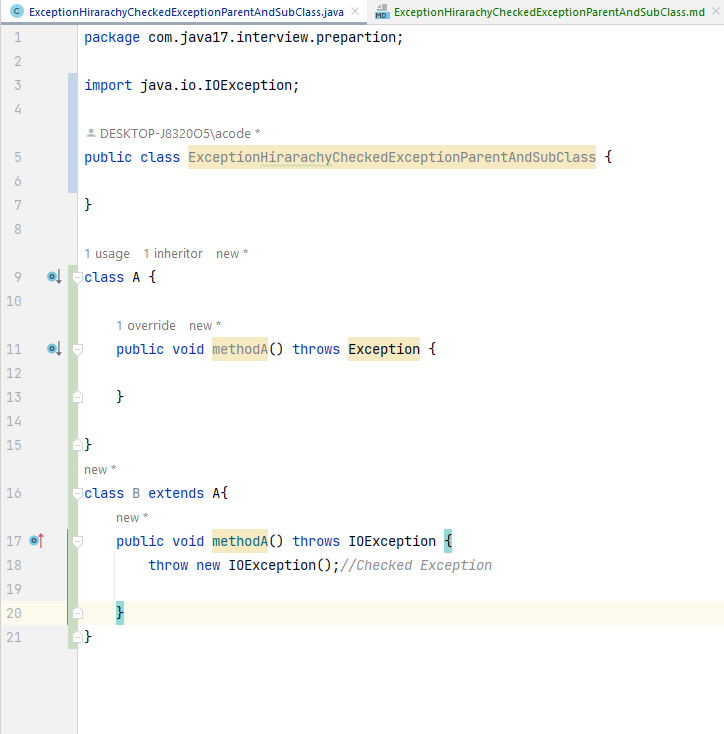 ExceptionHirarachyCheckedExceptionParentAndSubClass.java ExceptionHirarachyCheckedExceptionParentAndSubClass.md
1 package com.java17.interview.prepartion;
2
3 import java.io.IOException;
4
DESKTOP-J8320O5\acode *
5 public class ExceptionHirarachyCheckedExceptionParentAndSubClass {
6
7 }
8
1 usage 1 inheritor new *
9 class A {
10
1 override new *
11 public void methodA() throws Exception {
12
13 }
14
15 }
new *
16 class B extends A{
new *
17 public void methodA() throws IOException {
18 throw new IOException();//Checked Exception
19
20 }
21 }